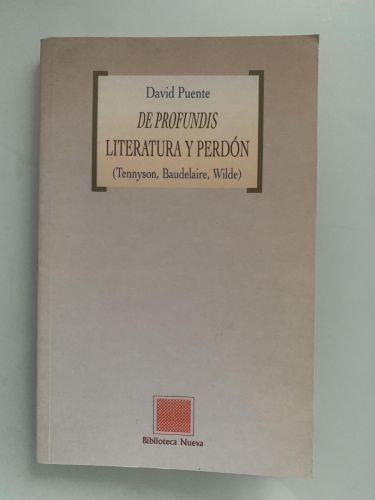 David Puente
DE PROFUNDIS
LITERATURA Y PERDÓN
(Tennyson, Baudelaire, Wilde)
Biblioteca Nueva